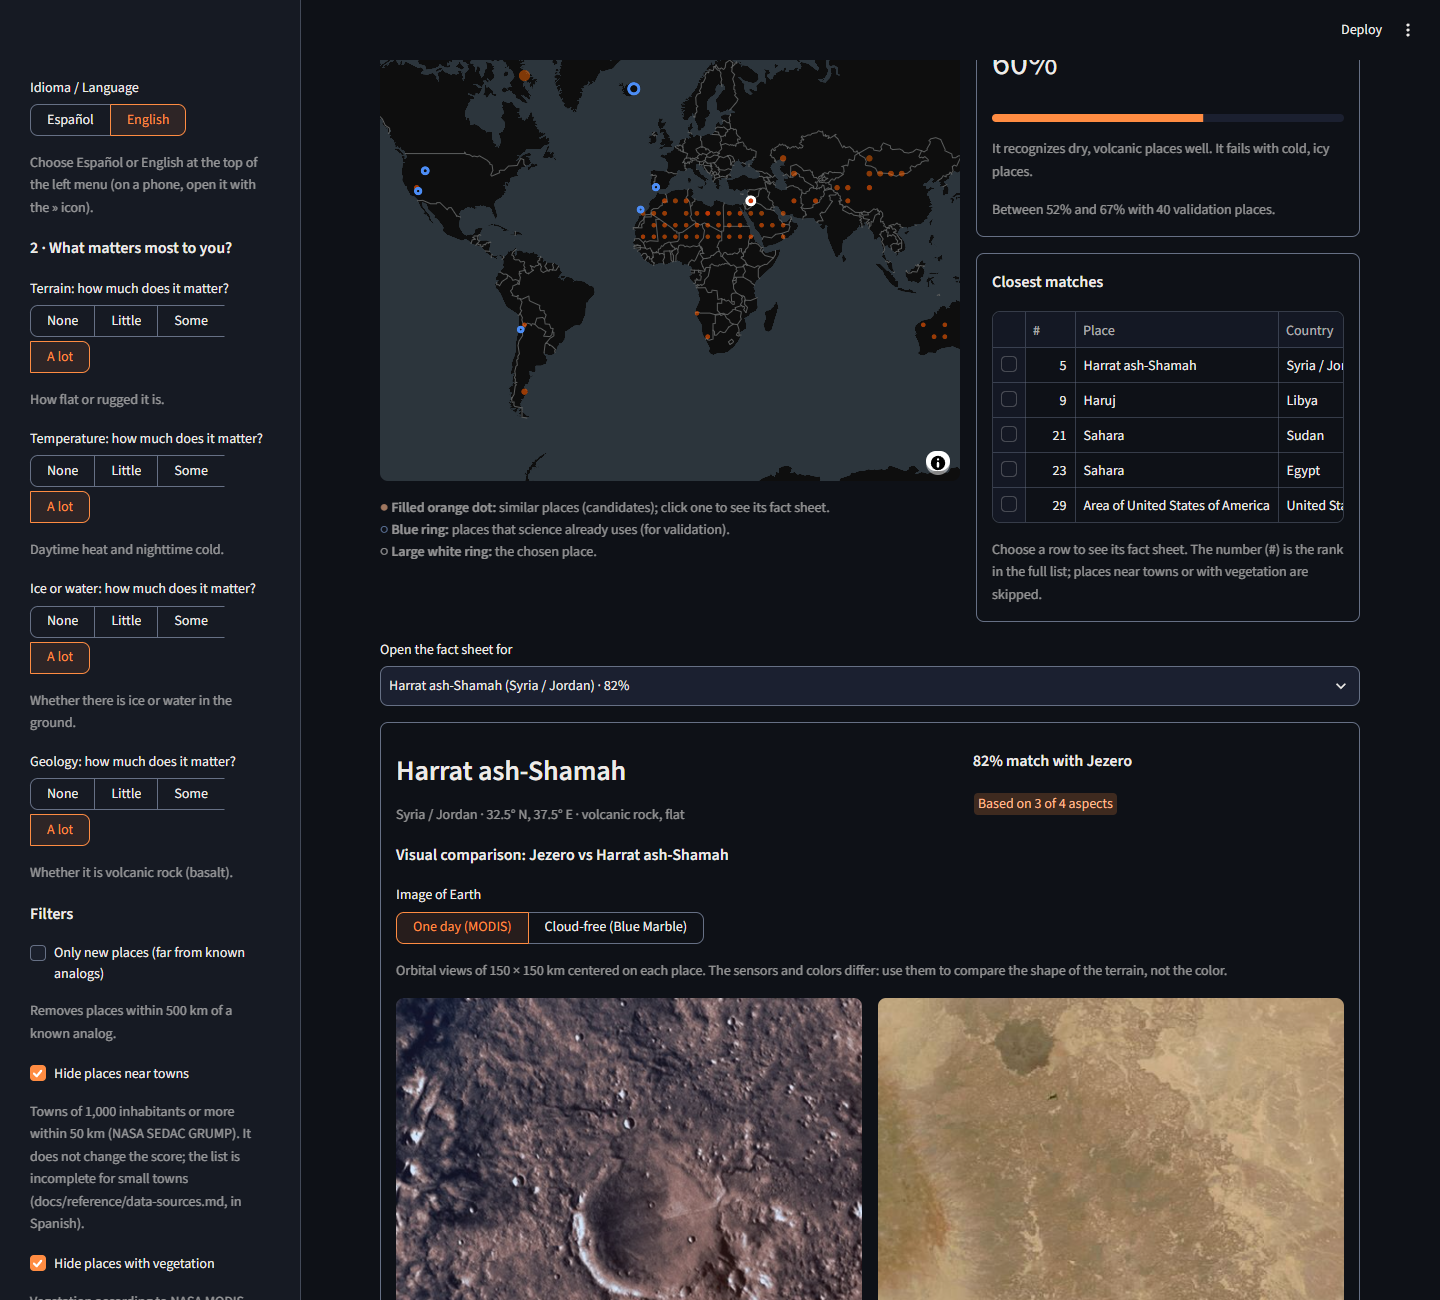 Deploy
Idioma / Language
Español
English
Choose Español or English at the top of
the left menu (on a phone, open it with
the » icon).
2 · What matters most to you?
Terrain: how much does it matter?
None
Little
Some
A lot
How flat or rugged it is.
Temperature: how much does it matter?
None
Little
Some
A lot
Daytime heat and nighttime cold.
Ice or water: how much does it matter?
None
Little
Some
A lot
Whether there is ice or water in the
ground.
Geology: how much does it matter?
None
Little
Some
A lot
Whether it is volcanic rock (basalt).
Filters
Only new places (far from known
analogs)
Removes places within 500 km of a
known analog.
Hide places near towns
Towns of 1,000 inhabitants or more
within 50 km (NASA SEDAC GRUMP). It
does not change the score; the list is
incomplete for small towns
(docs/reference/data-sources.md, in
Spanish).
Hide places with vegetation
Vegetation according to NASA MODIS
● Filled orange dot: similar places (candidates); click one to see its fact sheet.
○ Blue ring: places that science already uses (for validation).
○ Large white ring: the chosen place.
60%
It recognizes dry, volcanic places well. It fails with cold, icy
places.
Between 52% and 67% with 40 validation places.
Closest matches
# Place Country
5 Harrat ash-Shamah Syria / Jor
9 Haruj Libya
21 Sahara Sudan
23 Sahara Egypt
29 Area of United States of America United Sta
Choose a row to see its fact sheet. The number (#) is the rank
in the full list; places near towns or with vegetation are
skipped.
Open the fact sheet for
Harrat ash-Shamah (Syria / Jordan) · 82%
Harrat ash-Shamah
Syria / Jordan · 32.5° N, 37.5° E · volcanic rock, flat
82% match with Jezero
Based on 3 of 4 aspects
Visual comparison: Jezero vs Harrat ash-Shamah
Image of Earth
One day (MODIS)
Cloud-free (Blue Marble)
Orbital views of 150 × 150 km centered on each place. The sensors and colors differ: use them to compare the shape of the terrain, not the color.